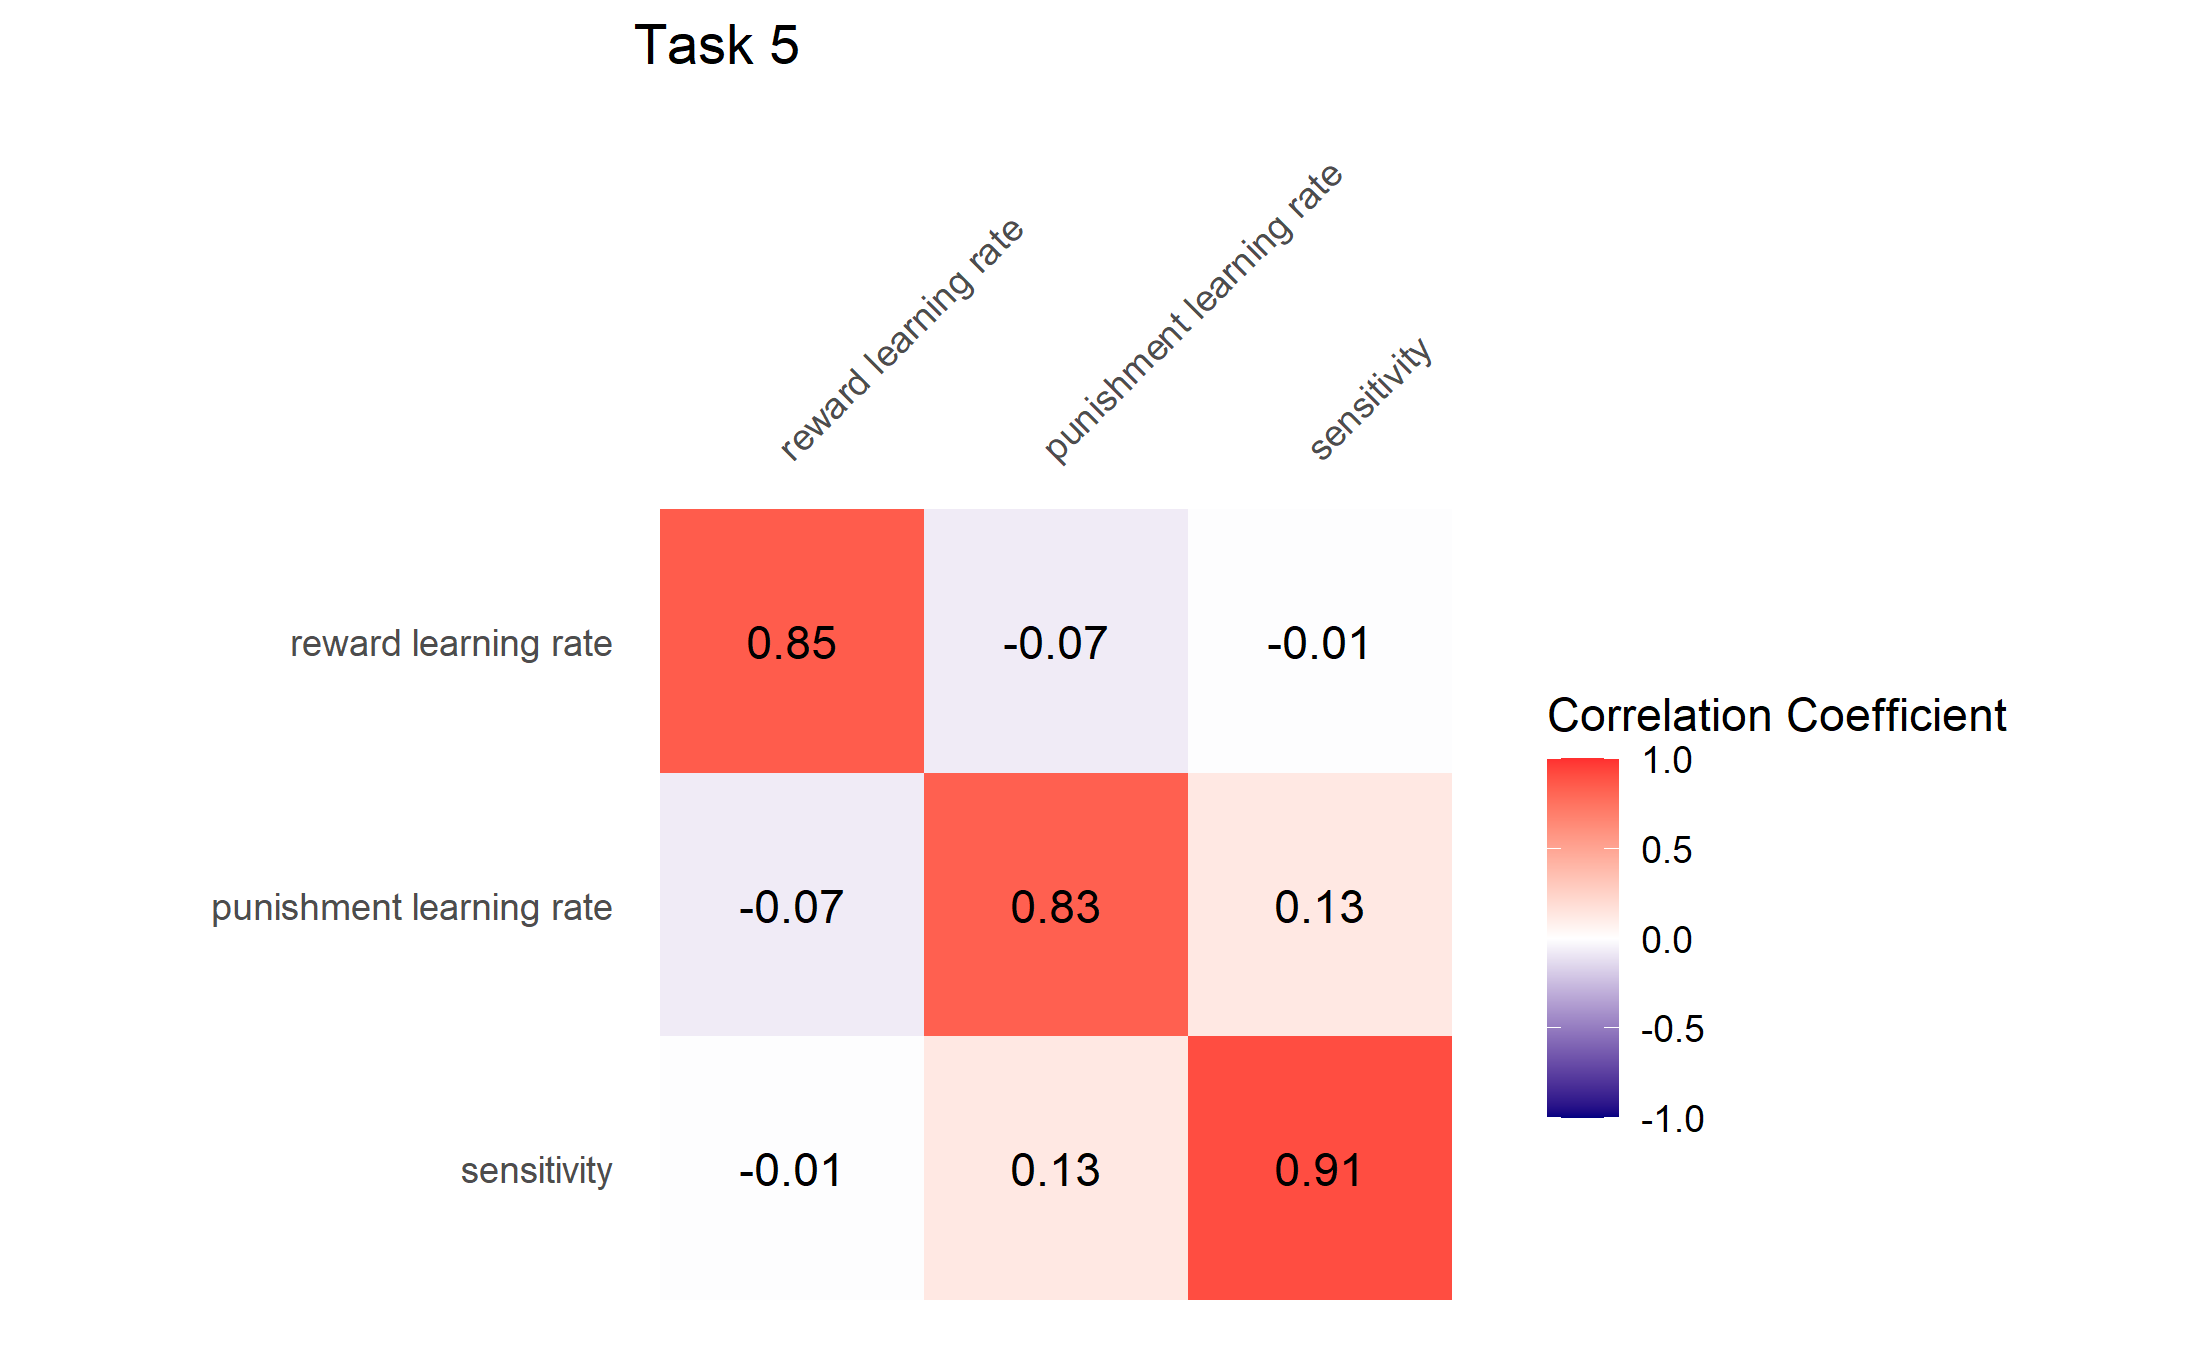 Task 5
reward learning rate
punishment learning rate
sensitivity
reward learning rate
0.85
-0.07
-0.01
punishment learning rate
-0.07
0.83
0.13
sensitivity
-0.01
0.13
0.91
Correlation Coefficient
1.0
0.5
0.0
-0.5
-1.0